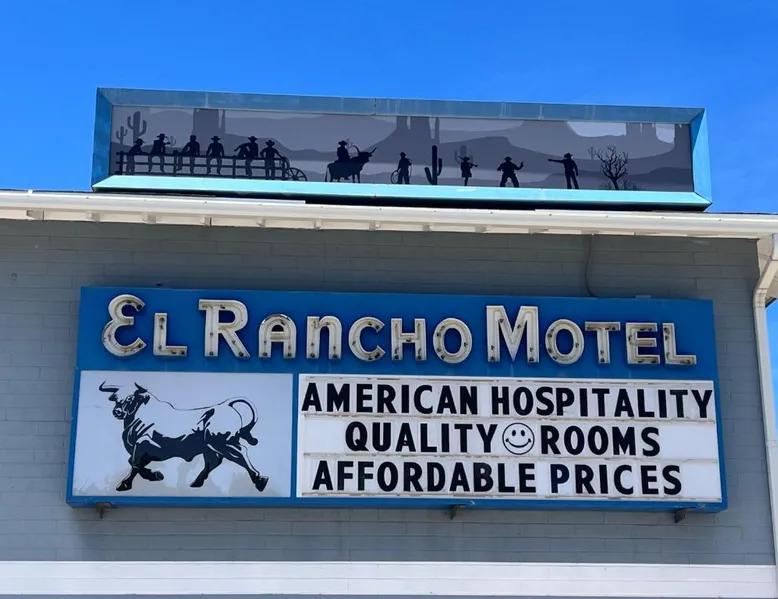 El Rancho Motel
AMERICAN HOSPITALITY
QUALITY☺ROOMS
AFFORDABLE PRICES